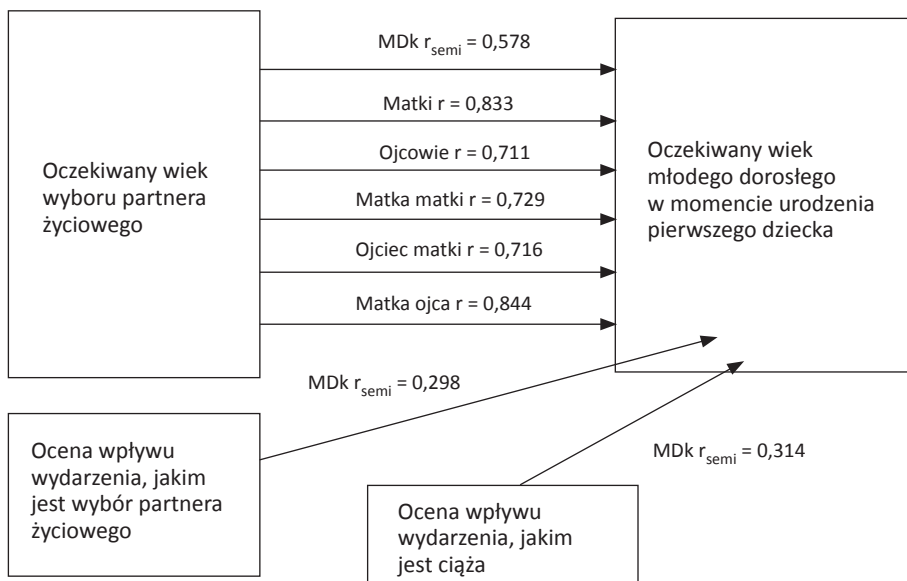 MDk r_semi = 0,578
Matki r = 0,833
Ojcowie r = 0,711
Matka matki r = 0,729
Ojciec matki r = 0,716
Matka ojca r = 0,844
Oczekiwany wiek
wyboru partnera
życiowego
Oczekiwany wiek
młodego dorosłego
w momencie urodzenia
pierwszego dziecka
MDk r_semi = 0,298
MDk r_semi = 0,314
Ocena wpływu
wydarzenia, jakim
jest wybór partnera
życiowego
Ocena wpływu
wydarzenia, jakim
jest ciąża